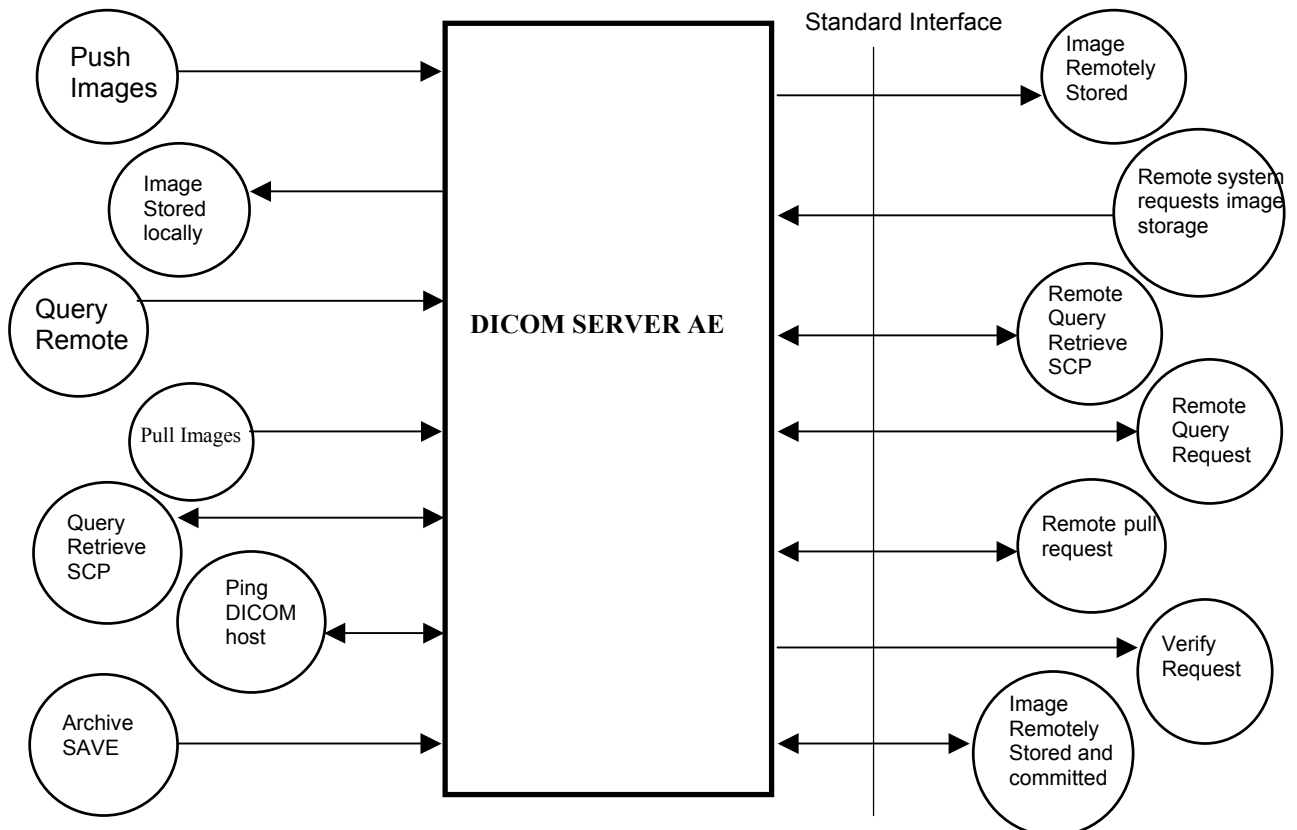 Standard Interface
Push
Images
Image
Stored
locally
Query
Remote
Pull Images
Query
Retrieve
SCP
Ping
DICOM
host
Archive
SAVE
DICOM SERVER AE
Image
Remotely
Stored
Remote system
requests image
storage
Remote
Query
Retrieve
SCP
Remote
Query
Request
Remote pull
request
Verify
Request
Image
Remotely
Stored and
committed